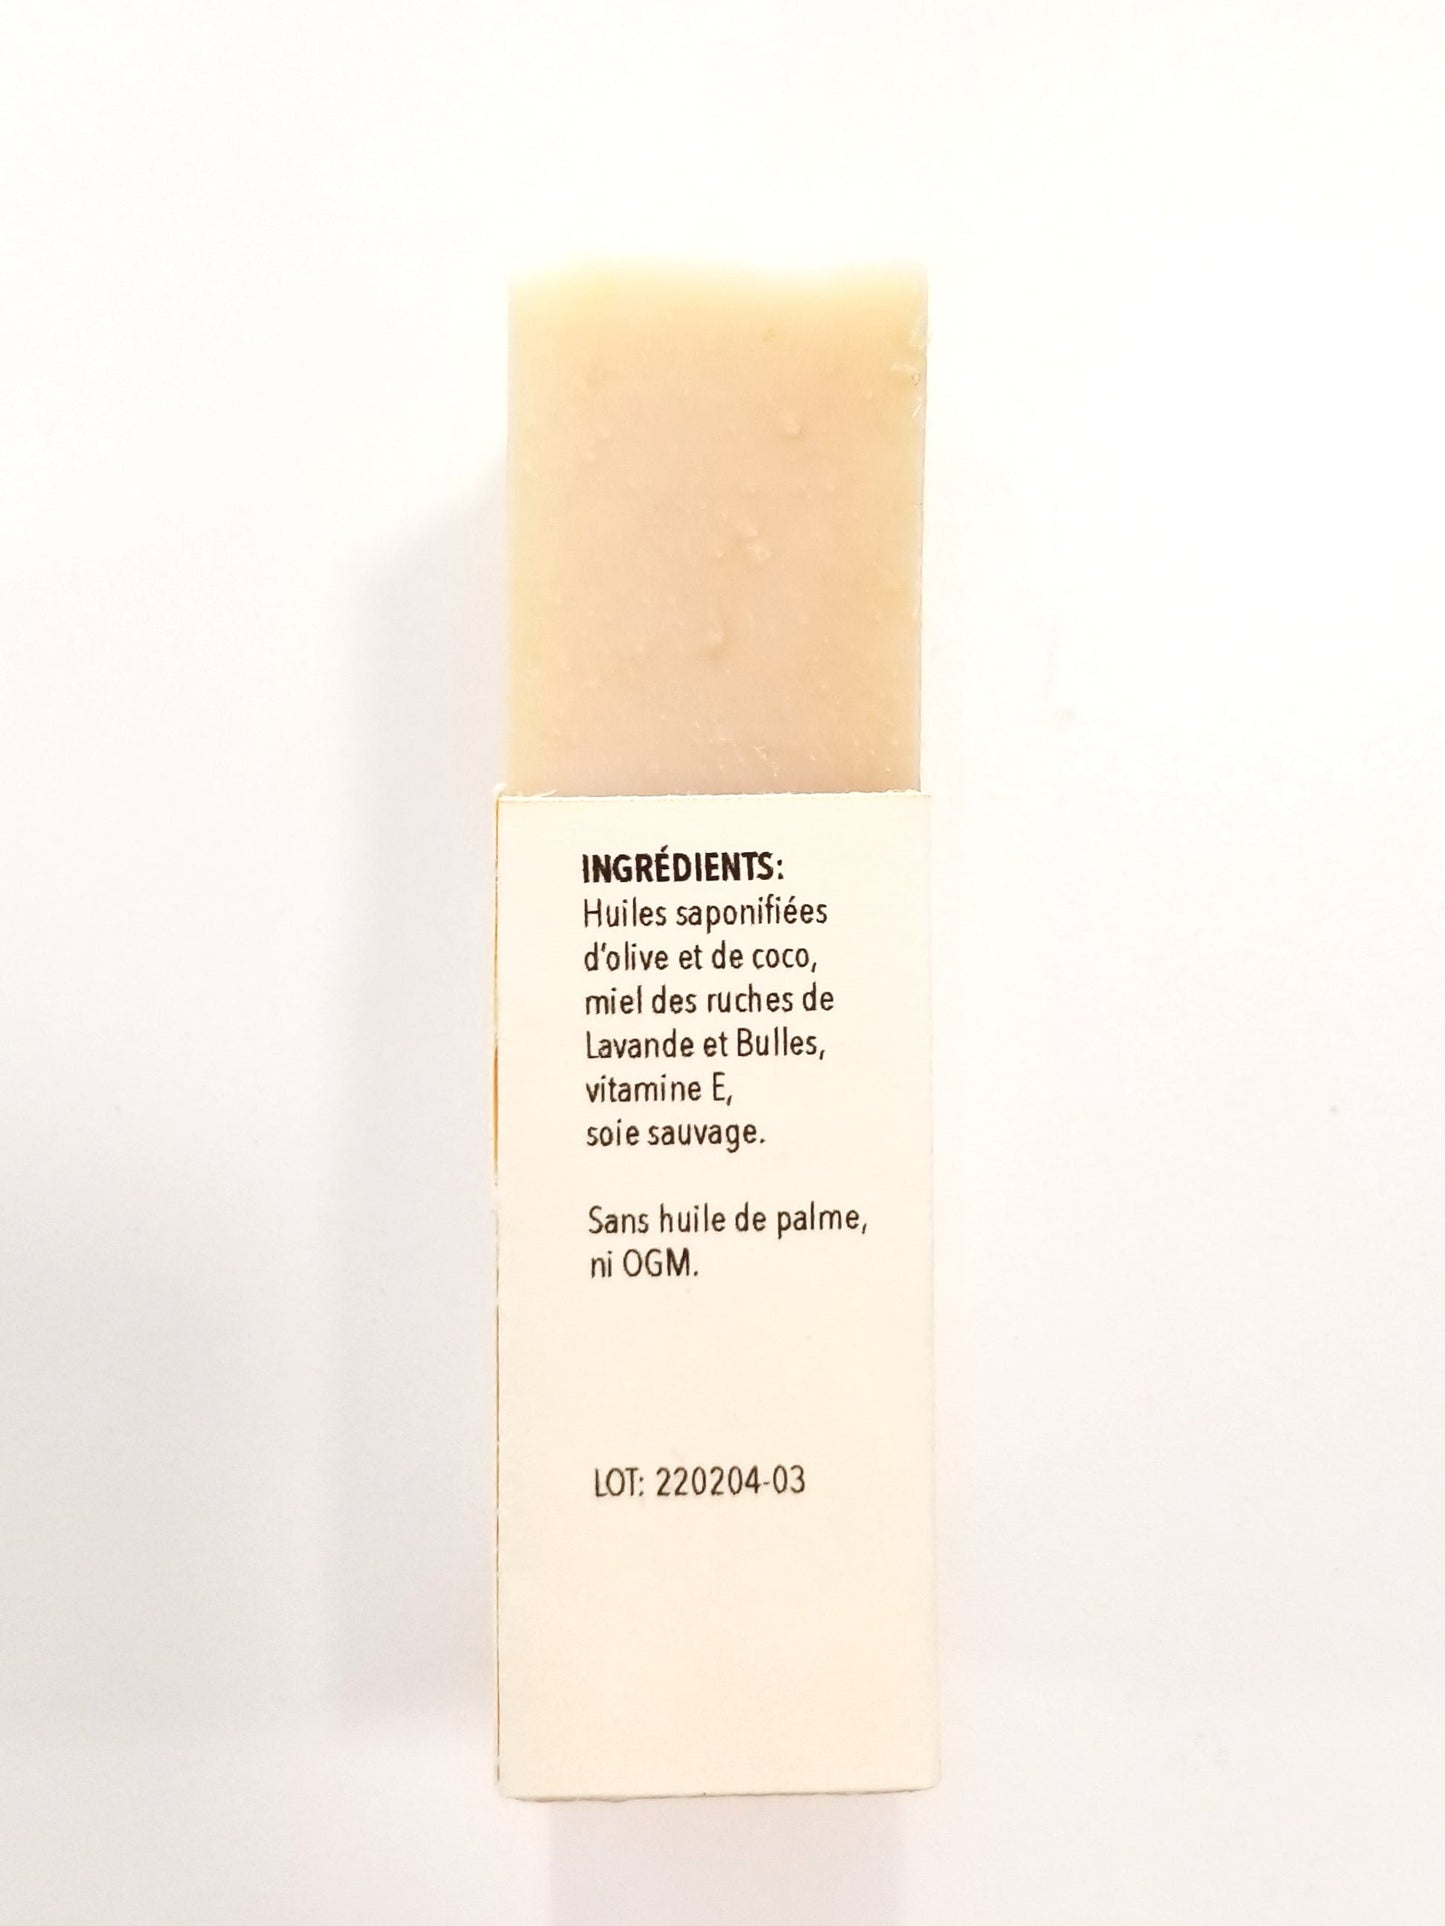 INGRÉDIENTS:
Huiles saponifiées
d'olive et de coco,
miel des ruches de
Lavande et Bulles,
vitamine E,
soie sauvage.
Sans huile de palme,
ni OGM.
LOT: 220204-03